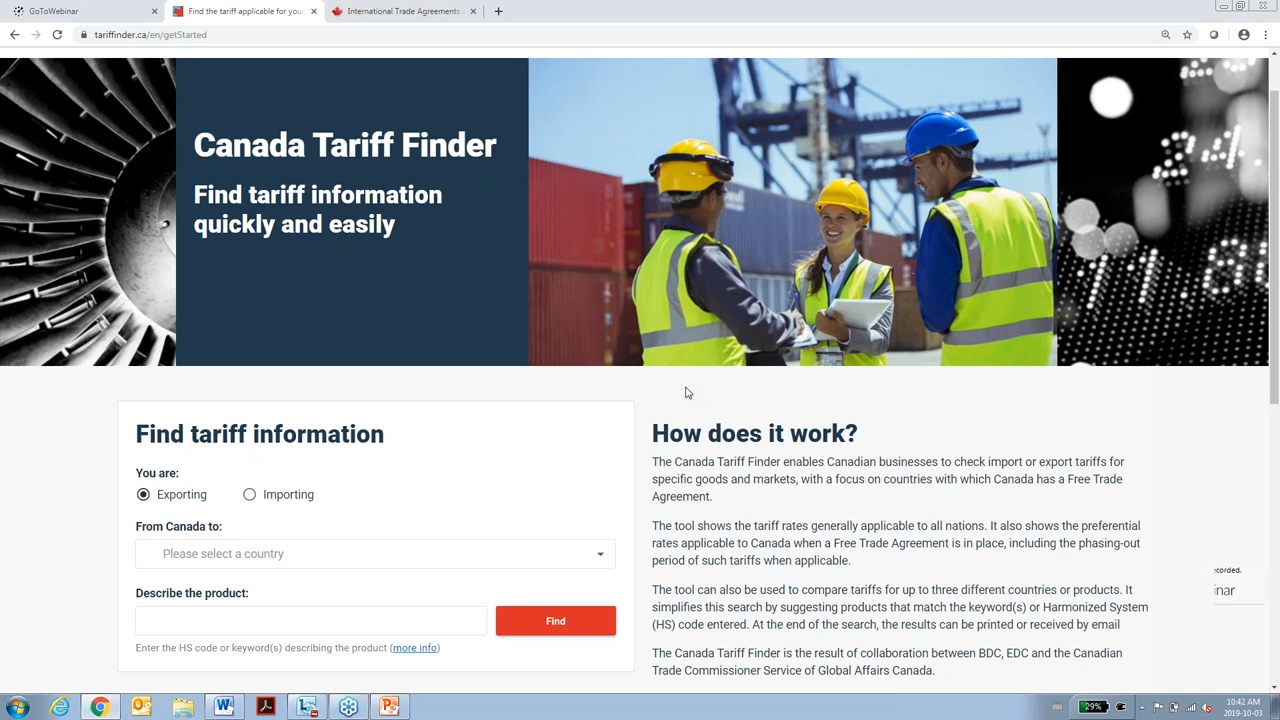 GoToWebinar
Find the tariff applicable for your
International Trade Agreements
tariffinder.ca/en/getStarted
Canada Tariff Finder
Find tariff information
quickly and easily
Find tariff information
You are:
Exporting
Importing
From Canada to:
Please select a country
Describe the product:
Find
Enter the HS code or keyword(s) describing the product (more info)
How does it work?
The Canada Tariff Finder enables Canadian businesses to check import or export tariffs for
specific goods and markets, with a focus on countries with which Canada has a Free Trade
Agreement.
The tool shows the tariff rates generally applicable to all nations. It also shows the preferential
rates applicable to Canada when a Free Trade Agreement is in place, including the phasing-out
period of such tariffs when applicable.
The tool can also be used to compare tariffs for up to three different countries or products. It
simplifies this search by suggesting products that match the keyword(s) or Harmonized System
(HS) code entered. At the end of the search, the results can be printed or received by email
The Canada Tariff Finder is the result of collaboration between BDC, EDC and the Canadian
Trade Commissioner Service of Global Affairs Canada.
ecorded.
inar
29%
10:42 AM
2019-10-03